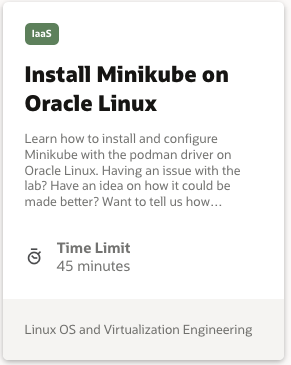 IaaS
Install Minikube on
Oracle Linux
Learn how to install and configure
Minikube with the podman driver on
Oracle Linux. Having an issue with the
lab? Have an idea on how it could be
made better? Want to tell us how...
Time Limit
45 minutes
Linux OS and Virtualization Engineering